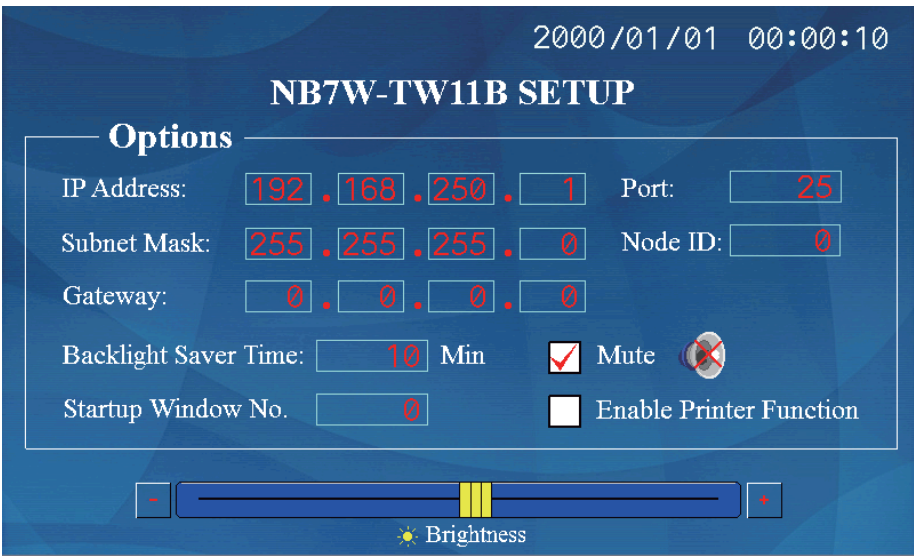 2000/01/01 00:00:10
NB7W-TW11B SETUP
Options
IP Address: 192 . 168 . 250 . 1 Port: 25
Subnet Mask: 255 . 255 . 255 . 0 Node ID: 0
Gateway: 0 . 0 . 0 . 0
Backlight Saver Time: 10 Min Mute
Startup Window No. 0 Enable Printer Function
- +
Brightness